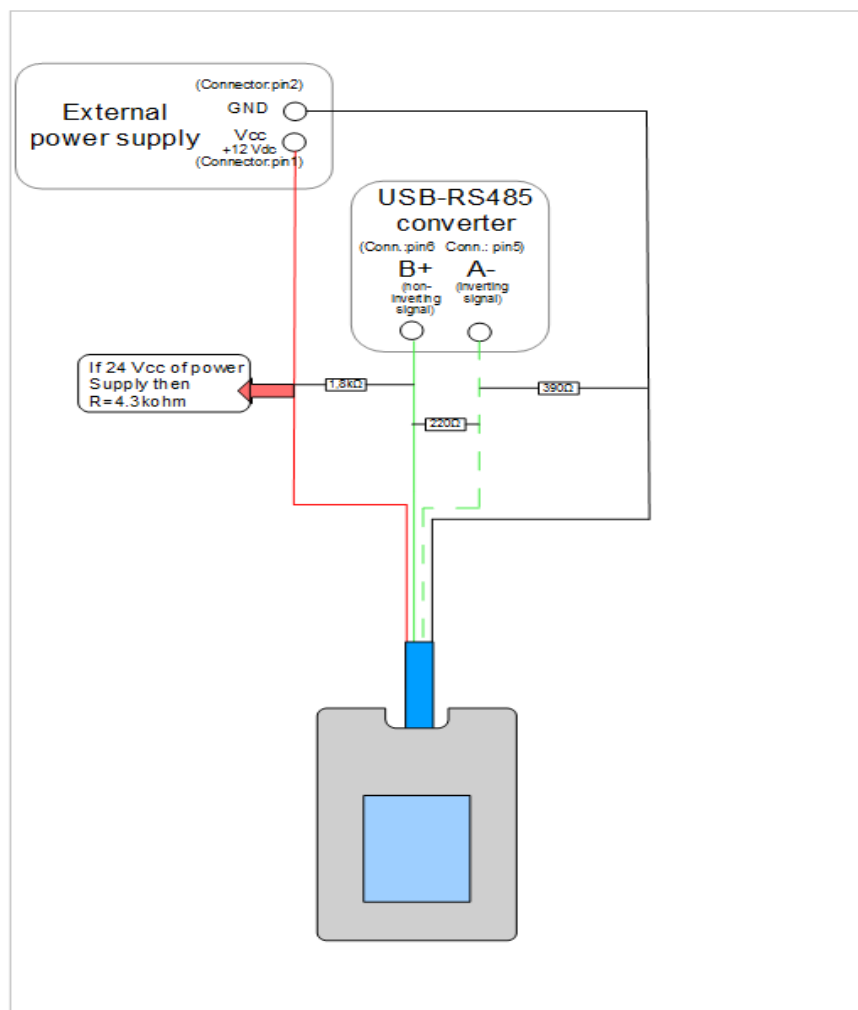 (Connector:pin2)
GND
External
power supply
Vcc
+12 Vdc
(Connector:pin1)
USB-RS485
converter
(Conn.:pin6 Conn.: pin5)
B+ A-
(non-
inverting
signal)
(inverting
signal)
If 24 Vcc of power
Supply then
R=4.3kohm
1,8kΩ
390Ω
220Ω